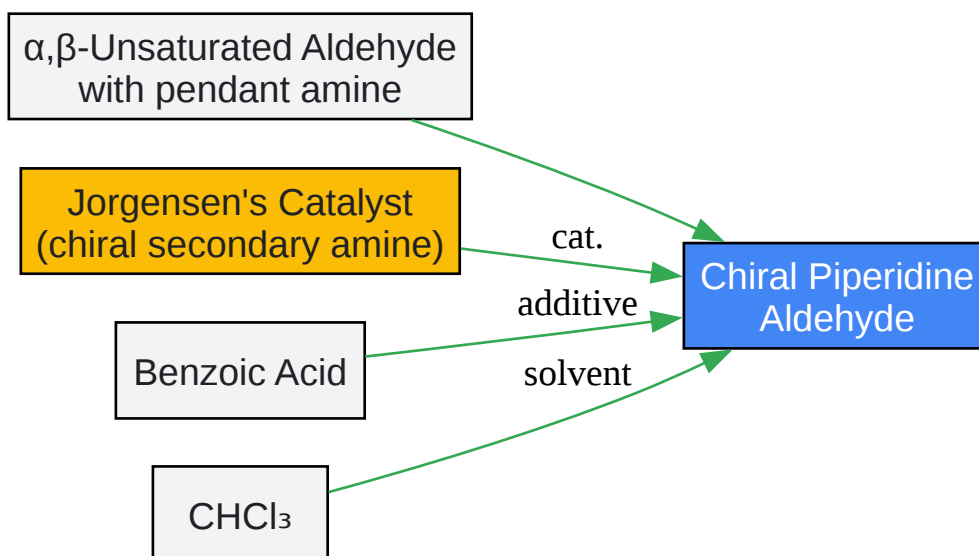 α,β-Unsaturated Aldehyde
with pendant amine
Jorgensen's Catalyst
(chiral secondary amine)
cat.
Chiral Piperidine
Aldehyde
additive
Benzoic Acid
solvent
CHCl₃